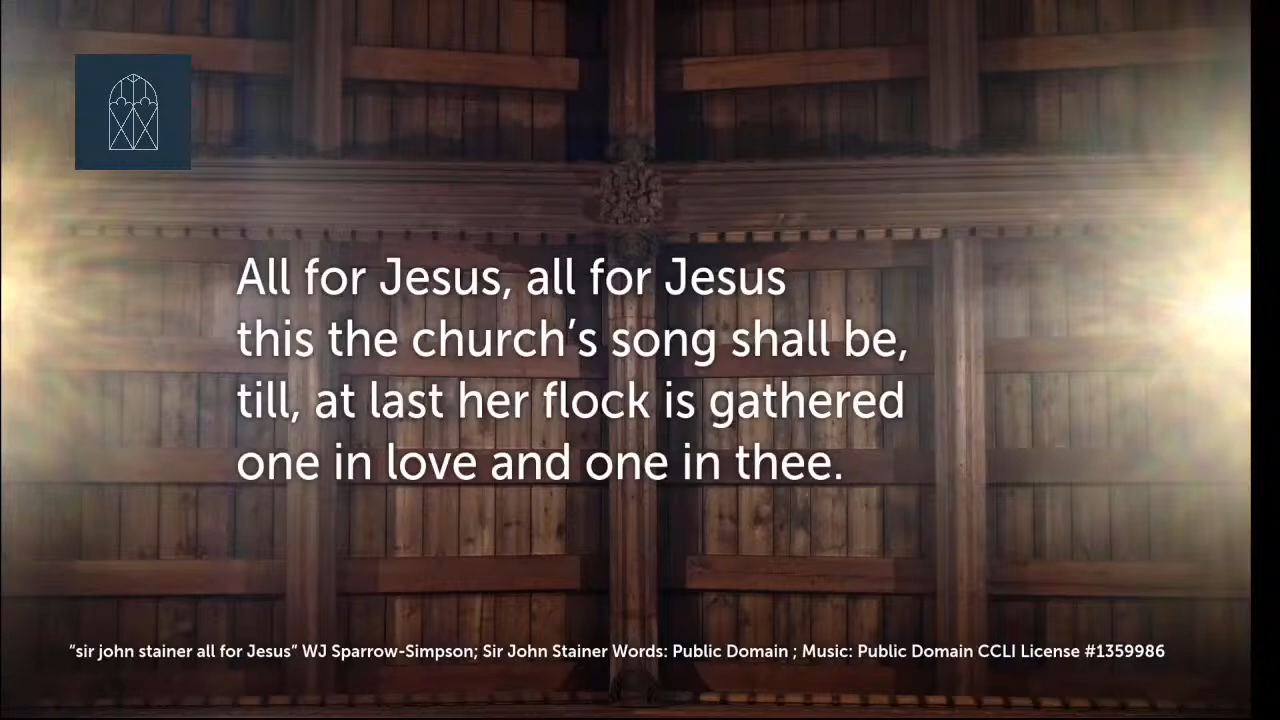 All for Jesus, all for Jesus
this the church’s song shall be,
till, at last her flock is gathered
one in love and one in thee.
“sir john stainer all for Jesus” WJ Sparrow-Simpson; Sir John Stainer Words: Public Domain ; Music: Public Domain CCLI License #1359986